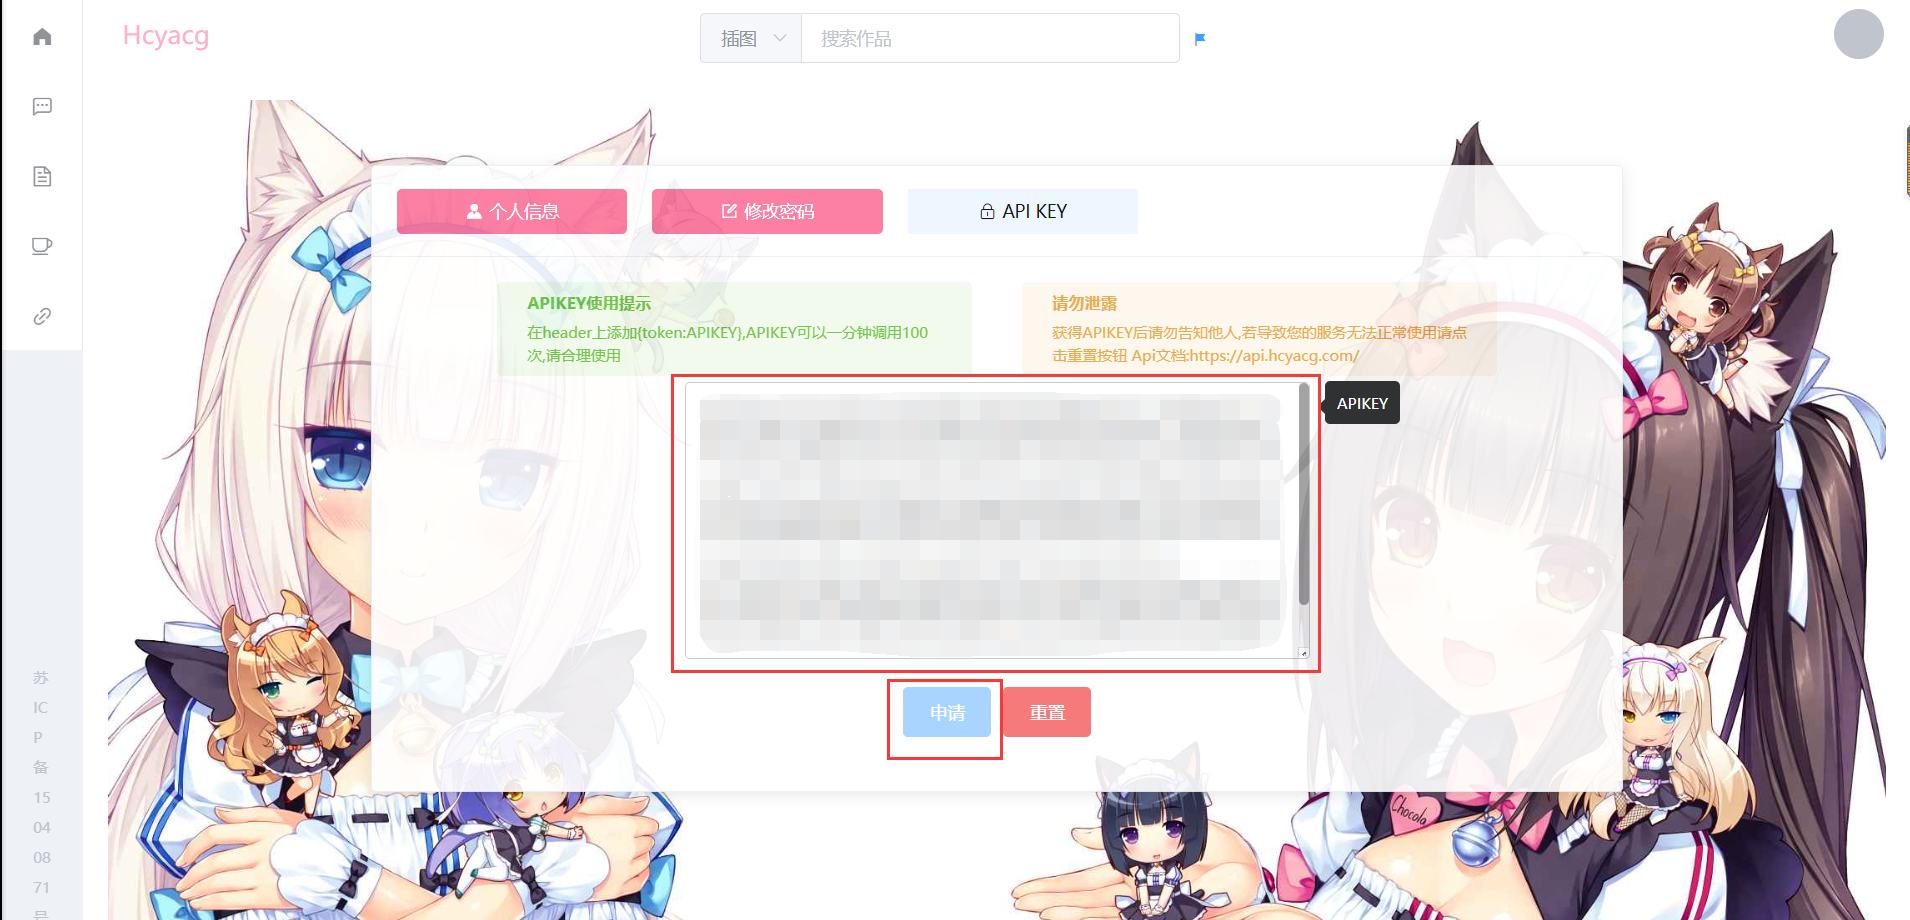 Hcyacg
插图
搜索作品
个人信息
修改密码
API KEY
APIKEY使用提示
在header上添加{token:APIKEY},APIKEY可以一分钟调用100
次,请合理使用
请勿泄露
获得APIKEY后请勿告知他人,若导致您的服务无法正常使用请点
击重置按钮 Api文档:https://api.hcyacg.com/
APIKEY
申请
重置
苏
IC
P
备
15
04
08
71
号
Chocola